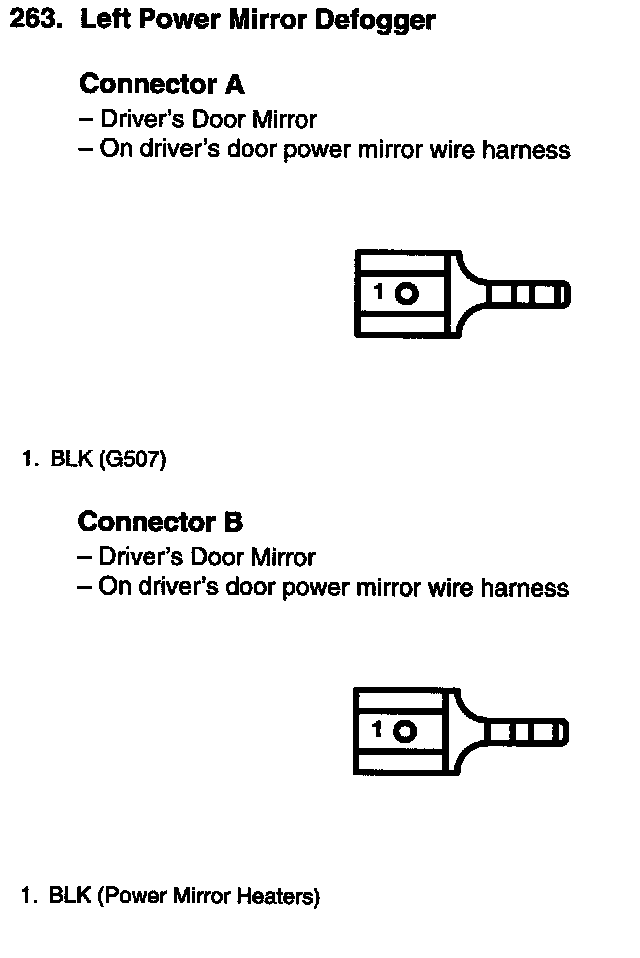 263. Left Power Mirror Defogger
Connector A
– Driver's Door Mirror
– On driver's door power mirror wire harness
1
1. BLK (G507)
Connector B
– Driver's Door Mirror
– On driver's door power mirror wire harness
1
1. BLK (Power Mirror Heaters)